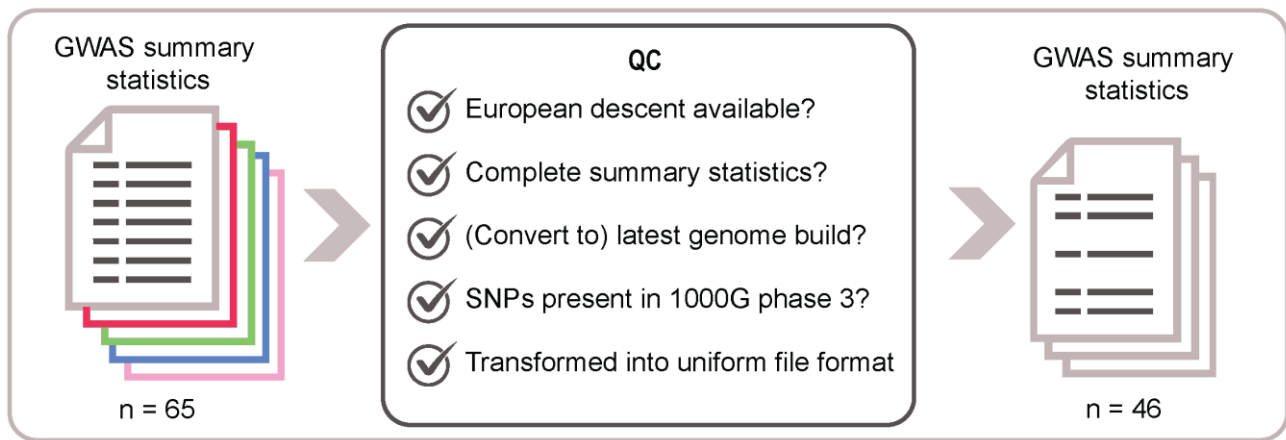 GWAS summary
statistics
n = 65
QC
European descent available?
Complete summary statistics?
(Convert to) latest genome build?
SNPs present in 1000G phase 3?
Transformed into uniform file format
GWAS summary
statistics
n = 46